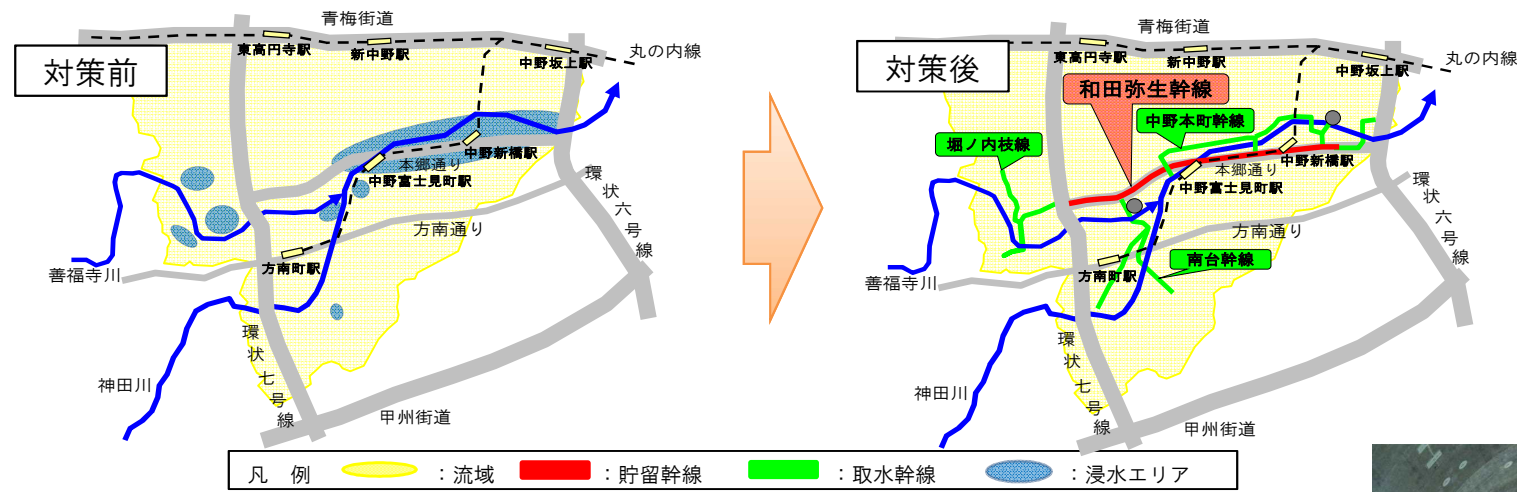 対策前
青梅街道
東高円寺駅
新中野駅
中野坂上駅
丸の内線
中野新橋駅
本郷通り
中野富士見町駅
環状六号線
方南通り
方南町駅
善福寺川
環状七号線
神田川
甲州街道
対策後
青梅街道
東高円寺駅
新中野駅
中野坂上駅
丸の内線
和田弥生幹線
中野本町幹線
堀ノ内枝線
中野新橋駅
本郷通り
中野富士見町駅
環状六号線
方南通り
南台幹線
方南町駅
善福寺川
環状七号線
神田川
甲州街道
凡 例 :流域 :貯留幹線 :取水幹線 :浸水エリア